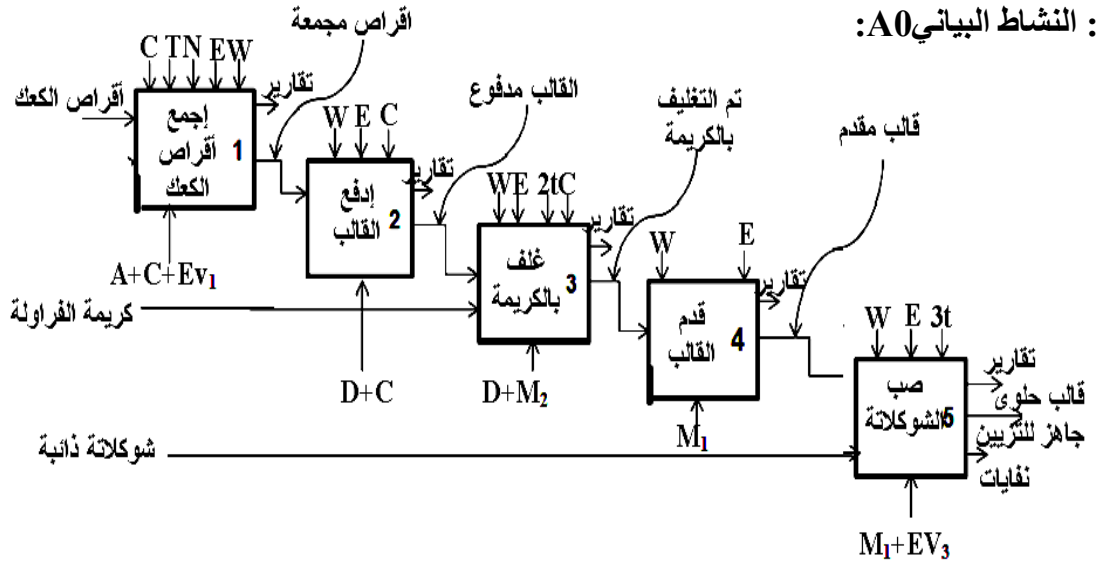 : النشاط البياني A0:
اقراص مجمعة
C TN EW
تقارير
أقراص الكعك
إجمع
أقراص
الكعك
1
A+C+Ev₁
القالب مدفوع
W E C
تقارير
إدفع
القالب
2
D+C
تم التغليف
بالكريمة
WE 2tC
تقارير
غلف
بالكريمة
3
D+M₂
كريمة الفراولة
قالب مقدم
W
E
تقارير
قدم
القالب
4
M₁
W E 3t
صب
الشوكلاتة
5
تقارير
قالب حلوى
جاهز للتزيين
نفايات
شوكلاتة ذائبة
M₁+EV₃